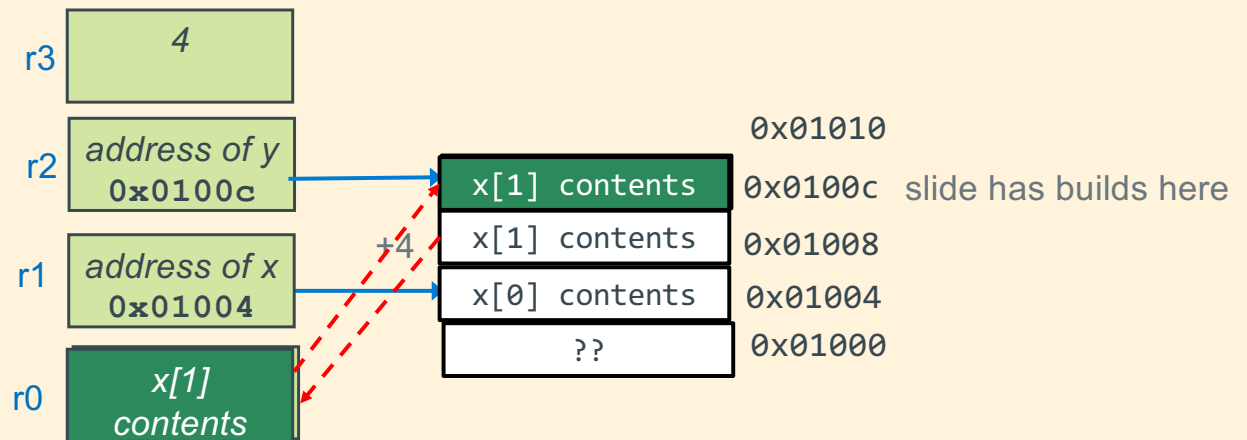 r3
4
r2
address of y
0x0100c
r1
address of x
0x01004
r0
x[1]
contents
+4
0x01010
x[1] contents 0x0100c slide has builds here
x[1] contents 0x01008
x[0] contents 0x01004
?? 0x01000